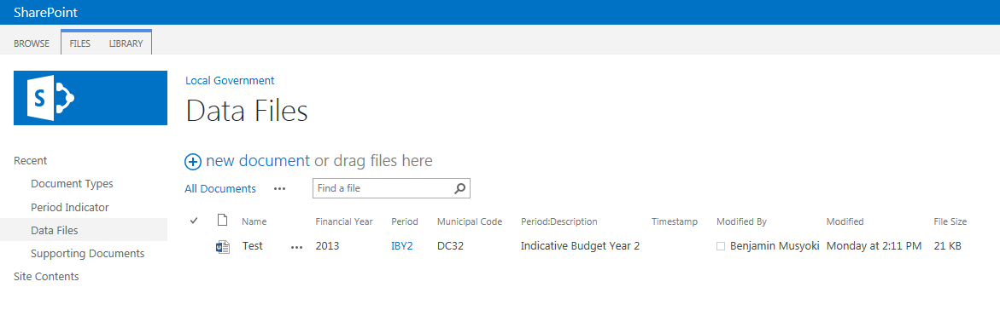 SharePoint
BROWSE FILES LIBRARY
S
Local Government
Data Files
Recent
Document Types
Period Indicator
Data Files
Supporting Documents
Site Contents
new document or drag files here
All Documents ••• Find a file
Name Financial Year Period Municipal Code Period:Description Timestamp Modified By Modified File Size
Test ••• 2013 IBY2 DC32 Indicative Budget Year 2 Benjamin Musyoki Monday at 2:11 PM 21 KB